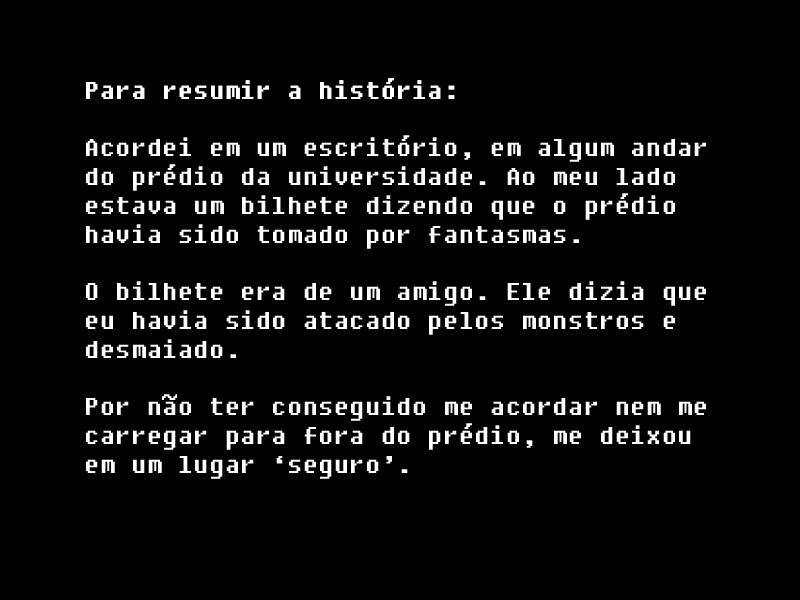 Para resumir a história:
Acordei em um escritório, em algum andar
do prédio da universidade. Ao meu lado
estava um bilhete dizendo que o prédio
havia sido tomado por fantasmas.
O bilhete era de um amigo. Ele dizia que
eu havia sido atacado pelos monstros e
desmaiado.
Por não ter conseguido me acordar nem me
carregar para fora do prédio, me deixou
em um lugar ‘seguro’.